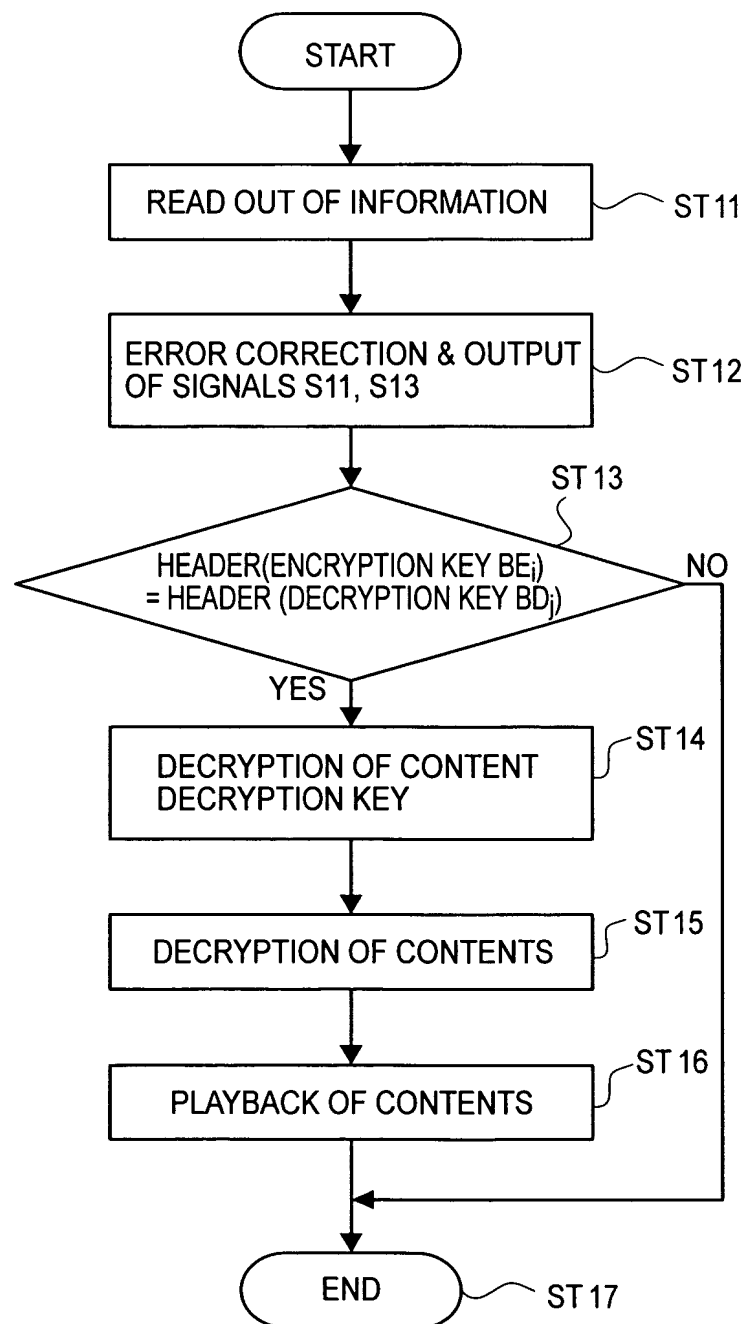 START
READ OUT OF INFORMATION
ST11
ERROR CORRECTION & OUTPUT
OF SIGNALS S11, S13
ST12
ST13
HEADER(ENCRYPTION KEY BEi)
= HEADER (DECRYPTION KEY BDj)
NO
YES
DECRYPTION OF CONTENT
DECRYPTION KEY
ST14
DECRYPTION OF CONTENTS
ST15
PLAYBACK OF CONTENTS
ST16
END
ST17